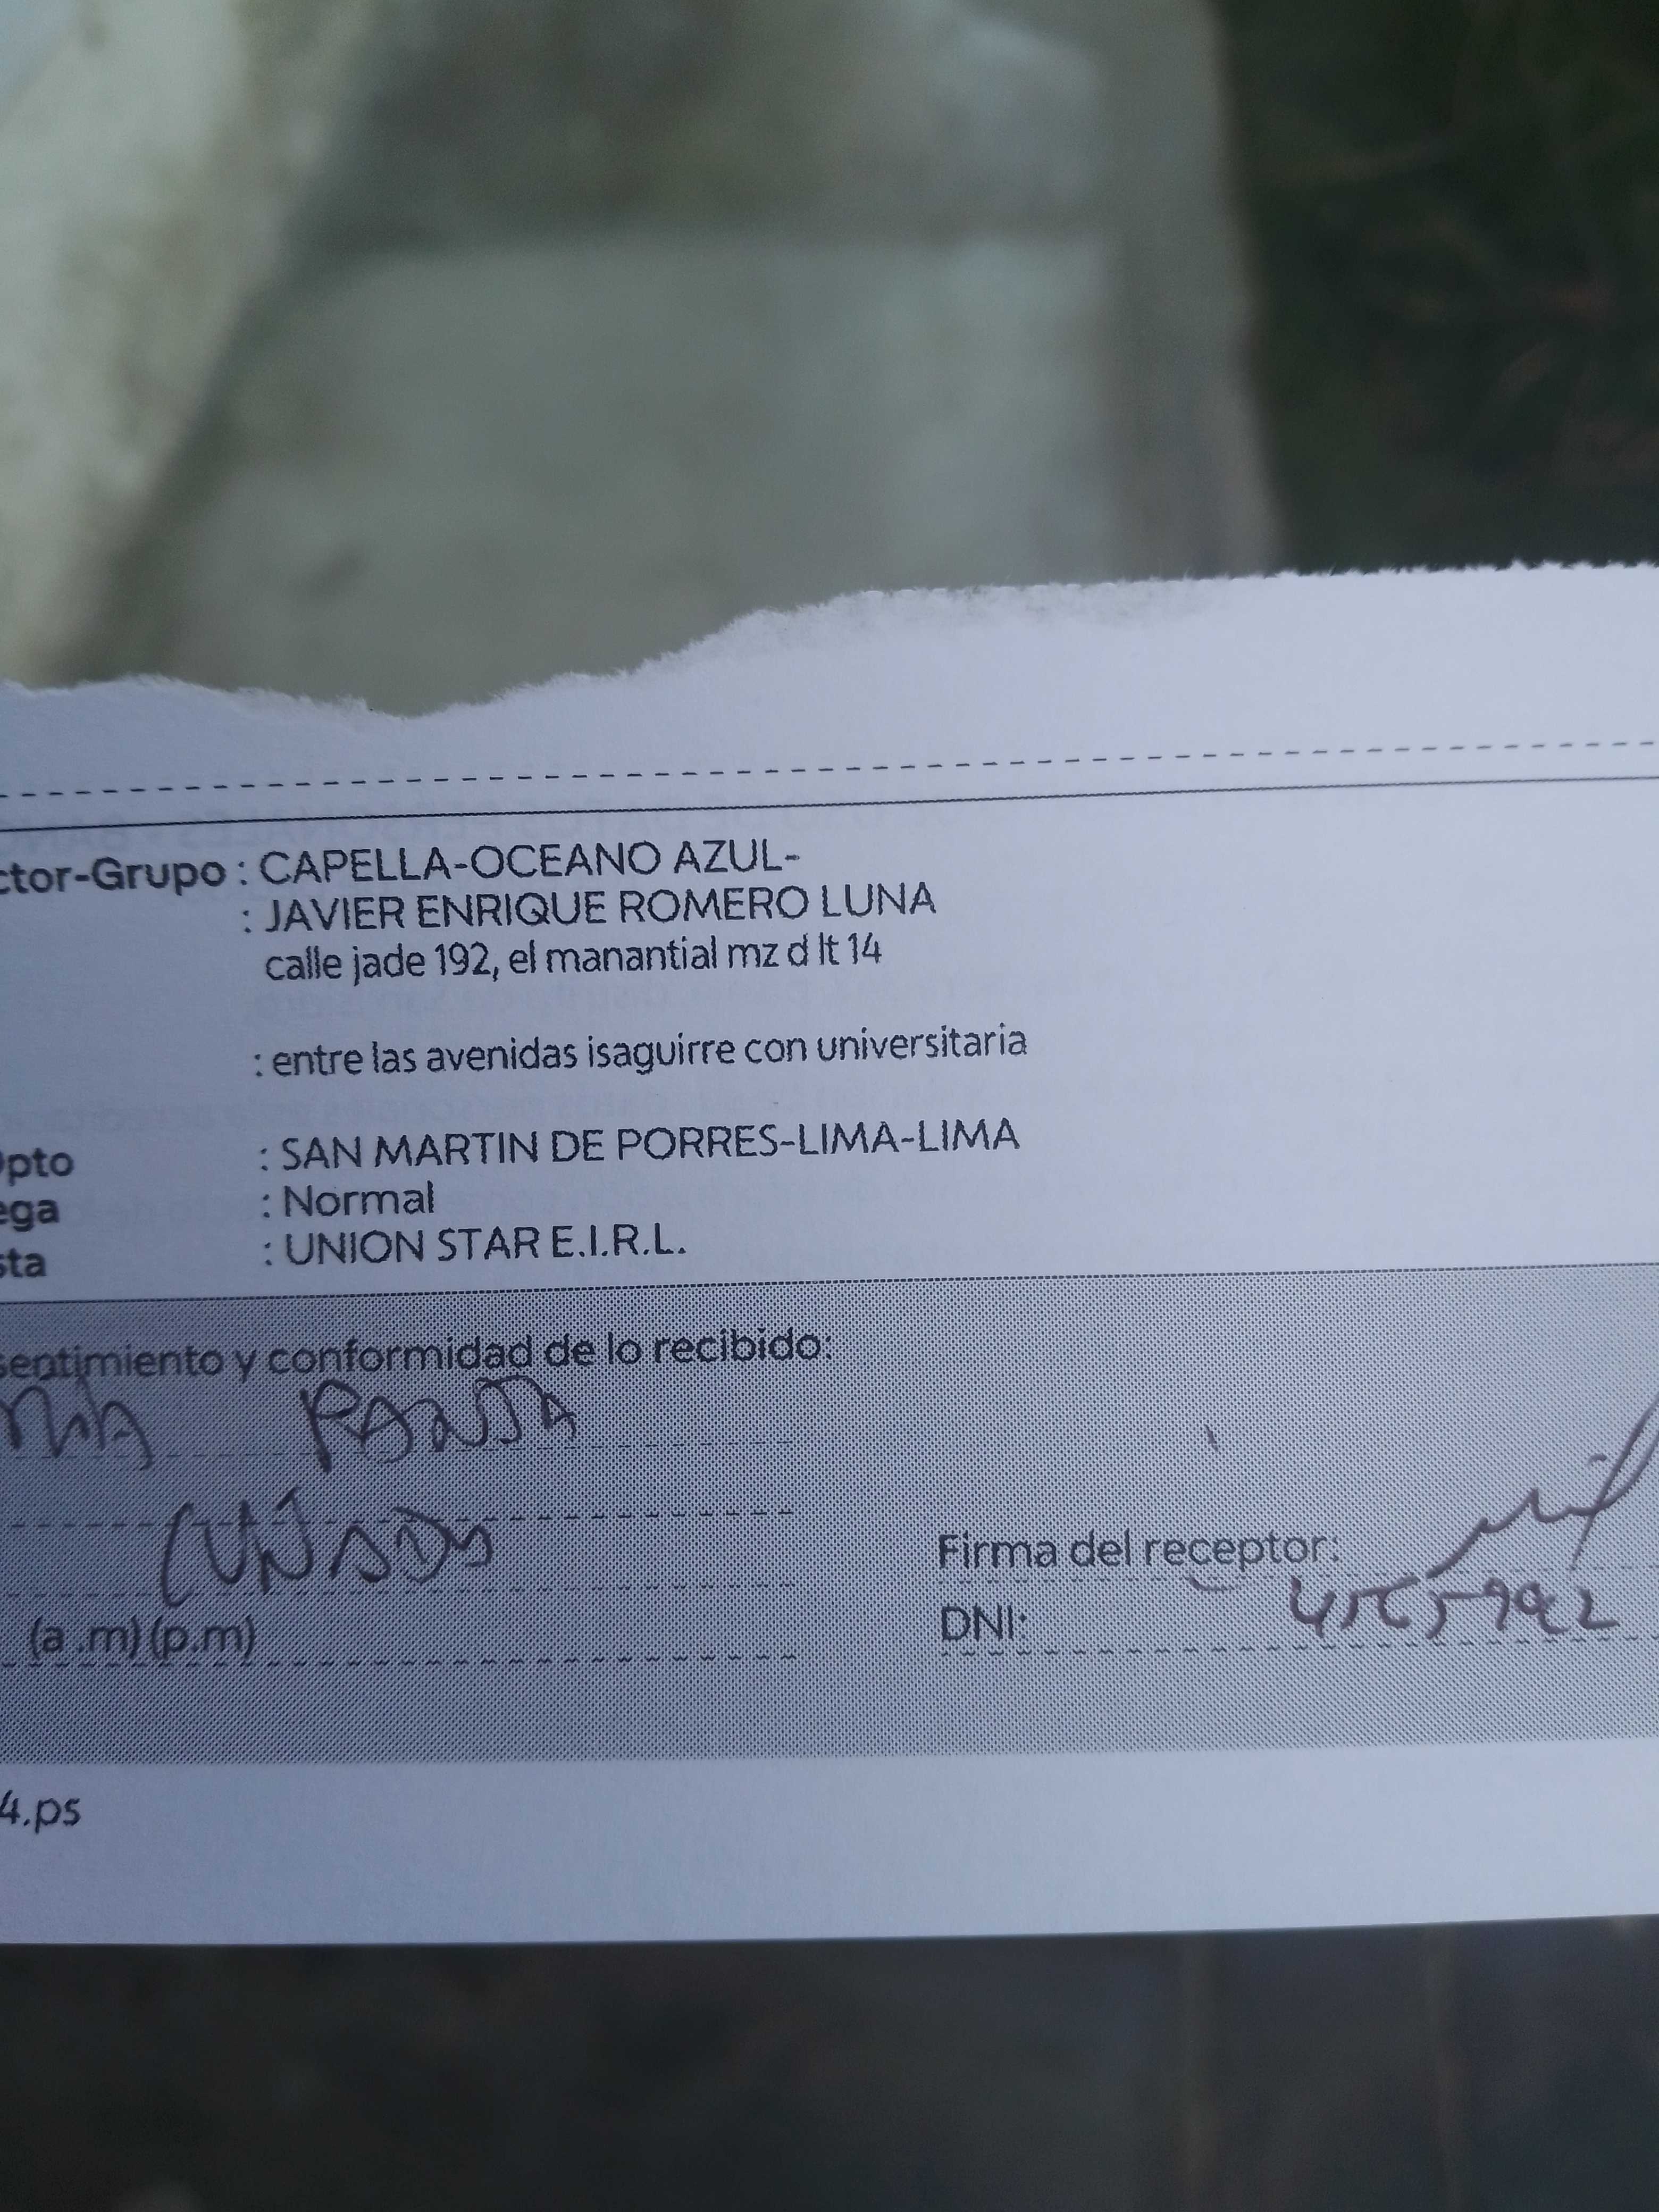 ctor-Grupo : CAPELLA-OCEANO AZUL-
: JAVIER ENRIQUE ROMERO LUNA
calle jade 192, el manantial mz d lt 14
: entre las avenidas isaguirre con universitaria
pto : SAN MARTIN DE PORRES-LIMA-LIMA
ega : Normal
sta : UNION STAR E.I.R.L.
sentimiento y conformidad de lo recibido:
PANTA
CUÑADO
Firma del receptor:
(a .m) (p.m)
DNI:
4.ps